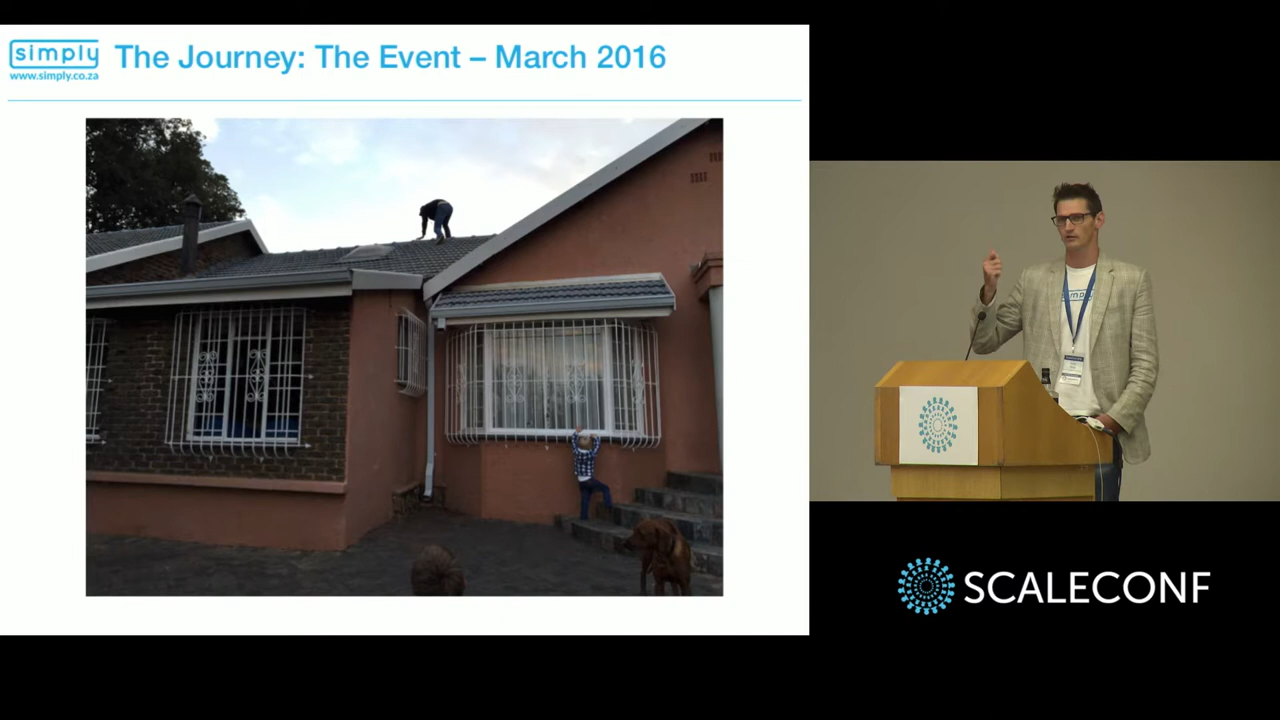 simply
www.simply.co.za
The Journey: The Event – March 2016
simply
SCALECONF